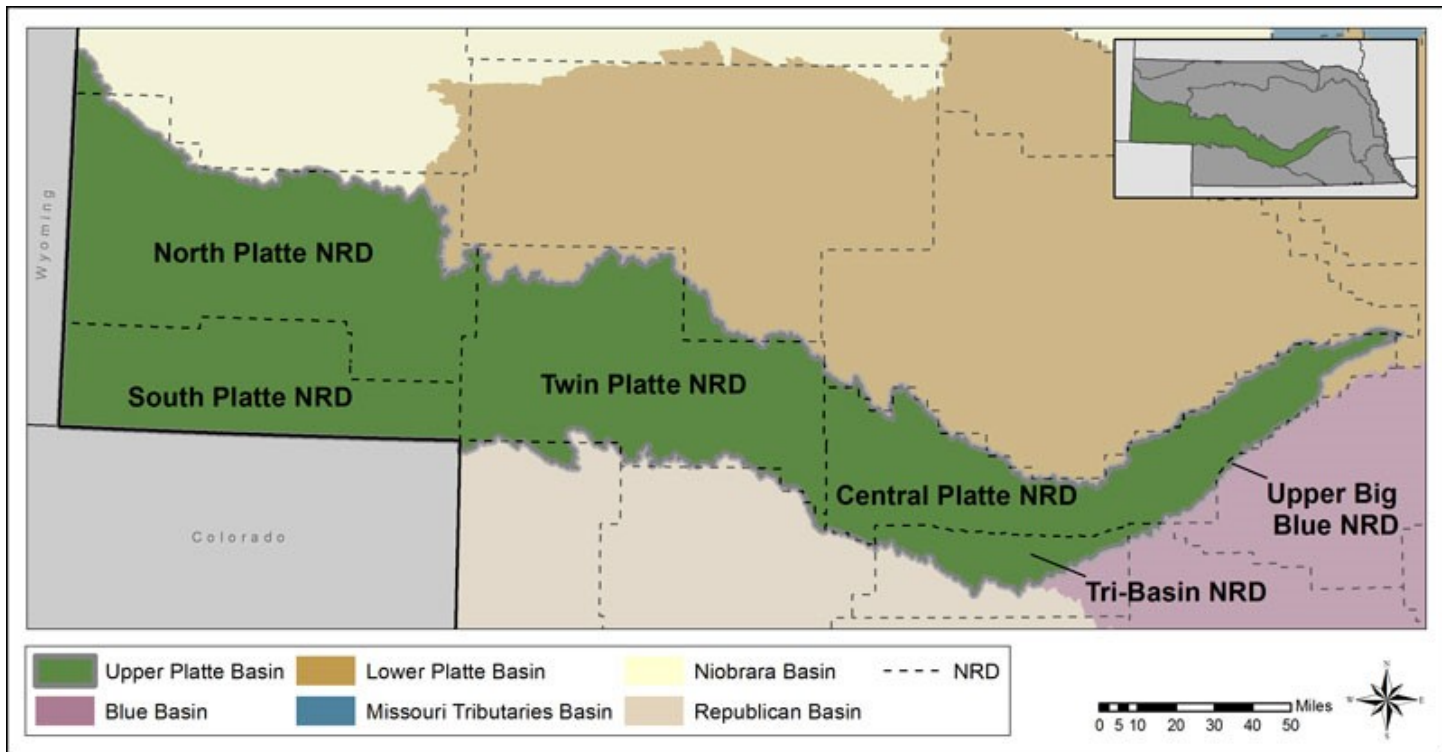 Wyoming
North Platte NRD
South Platte NRD
Twin Platte NRD
Colorado
Central Platte NRD
Upper Big
Blue NRD
Tri-Basin NRD
Upper Platte Basin
Lower Platte Basin
Niobrara Basin
NRD
Blue Basin
Missouri Tributaries Basin
Republican Basin
Miles
0 5 10 20 30 40 50
N
W E
S